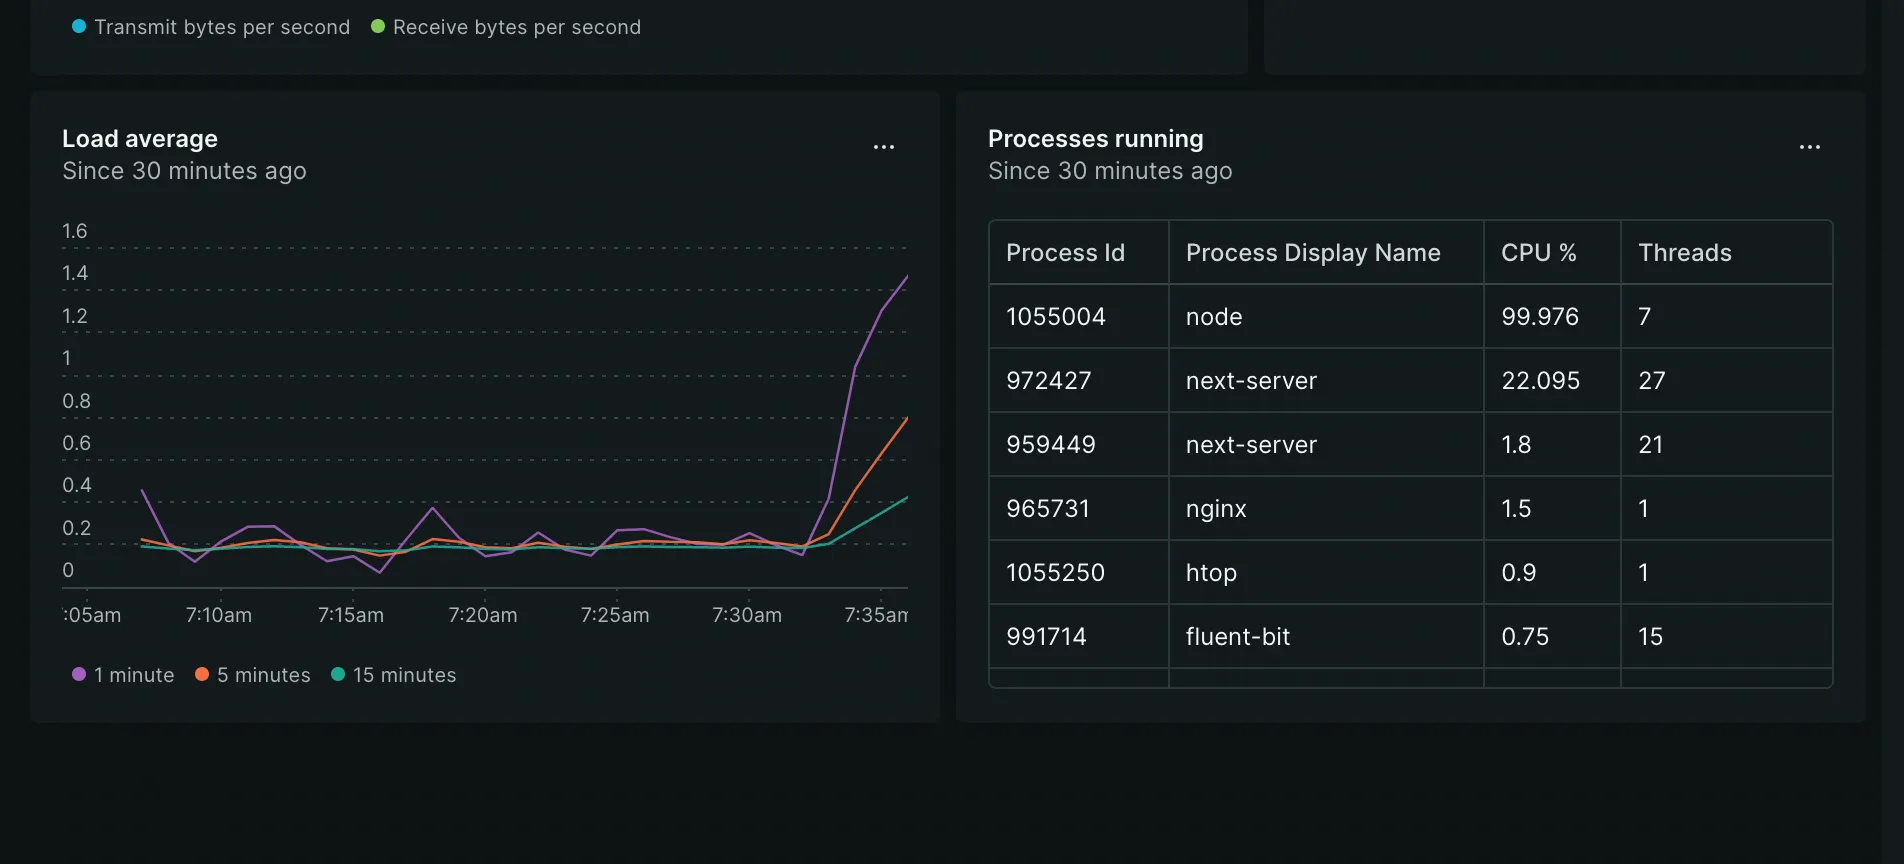 Transmit bytes per second Receive bytes per second
Load average
Since 30 minutes ago
...
1.6
1.4
1.2
1
0.8
0.6
0.4
0.2
0
:05am 7:10am 7:15am 7:20am 7:25am 7:30am 7:35am
1 minute 5 minutes 15 minutes
Processes running
Since 30 minutes ago
...
Process Id Process Display Name CPU % Threads
1055004 node 99.976 7
972427 next-server 22.095 27
959449 next-server 1.8 21
965731 nginx 1.5 1
1055250 htop 0.9 1
991714 fluent-bit 0.75 15